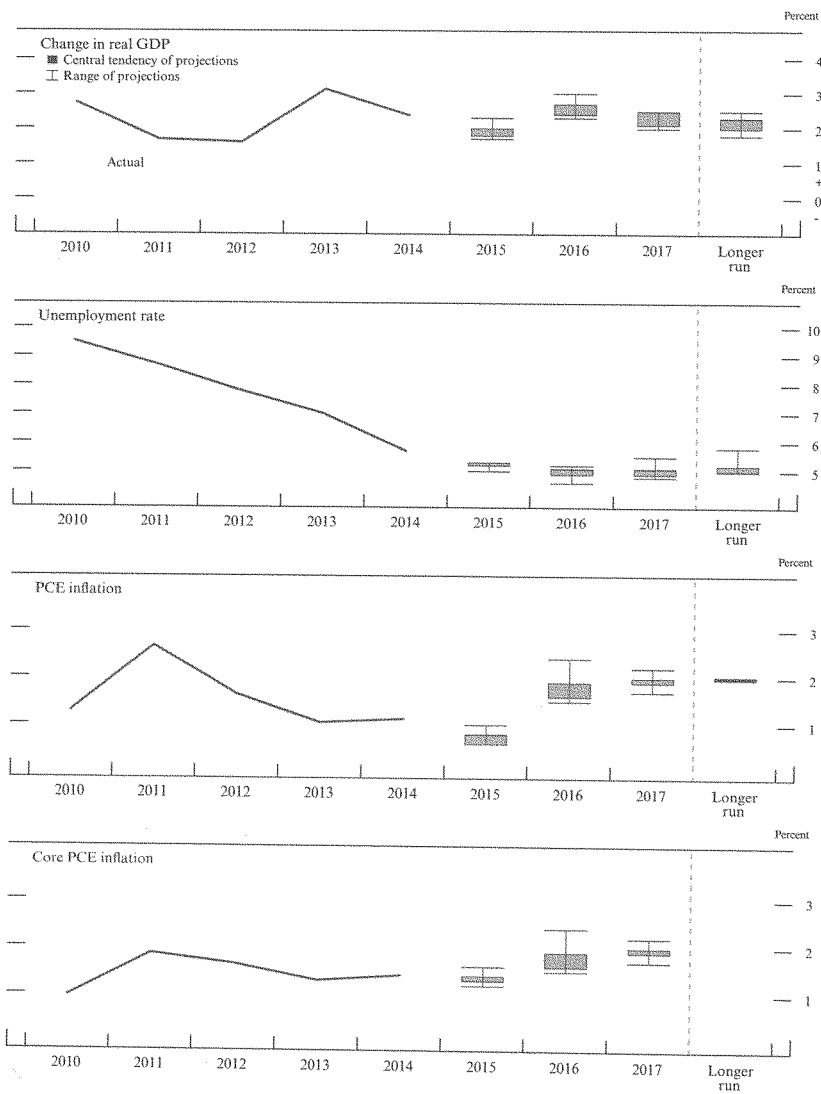 Percent
Change in real GDP
Central tendency of projections
Range of projections
Actual
4
3
2
1
+
0
-
2010 2011 2012 2013 2014 2015 2016 2017 Longer run
Percent
Unemployment rate
10
9
8
7
6
5
2010 2011 2012 2013 2014 2015 2016 2017 Longer run
Percent
PCE inflation
3
2
1
2010 2011 2012 2013 2014 2015 2016 2017 Longer run
Percent
Core PCE inflation
3
2
1
2010 2011 2012 2013 2014 2015 2016 2017 Longer run